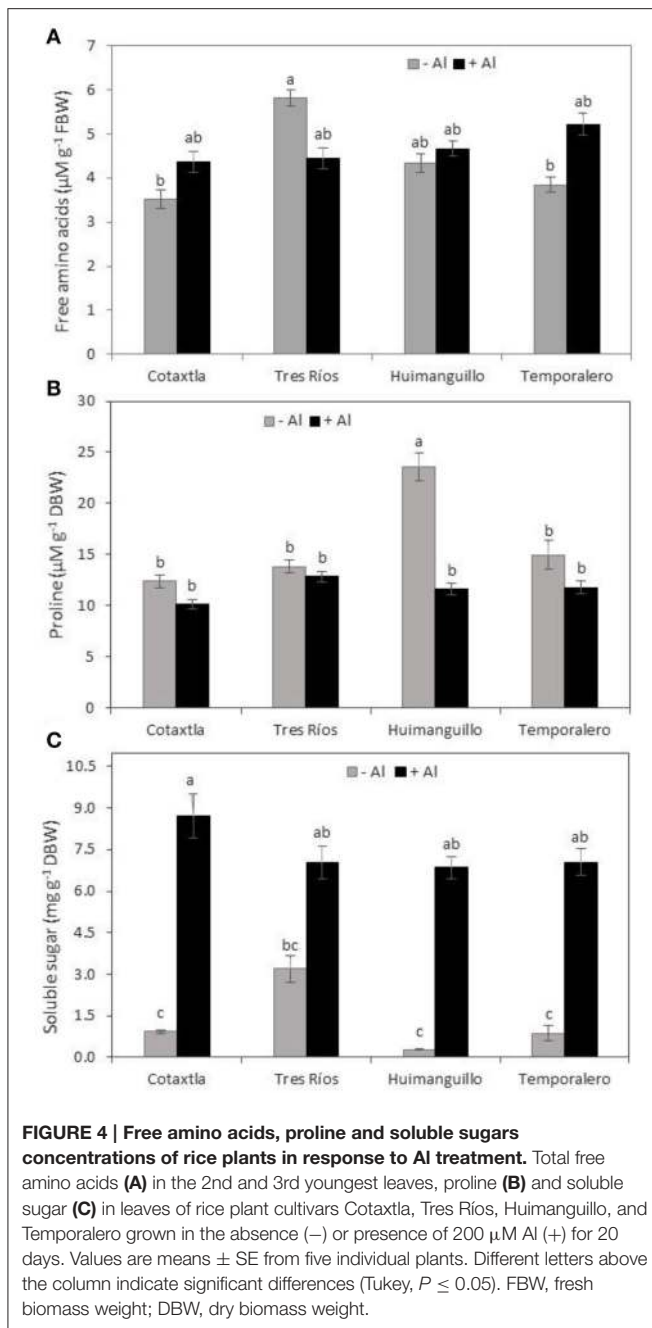 A
7
6
5
4
3
2
1
0
Free amino acids (µM g⁻¹ FBW)
- Al + Al
b ab a ab ab ab b ab
Cotaxtla Tres Ríos Huimanguillo Temporalero
B
30
25
20
15
10
5
0
Proline (µM g⁻¹ DBW)
- Al + Al
b b b b a b b b
Cotaxtla Tres Ríos Huimanguillo Temporalero
C
10.5
9.0
7.5
6.0
4.5
3.0
1.5
0.0
Soluble sugar (mg g⁻¹ DBW)
- Al + Al
c a bc ab c ab c ab
Cotaxtla Tres Ríos Huimanguillo Temporalero
FIGURE 4 | Free amino acids, proline and soluble sugars
concentrations of rice plants in response to Al treatment. Total free
amino acids (A) in the 2nd and 3rd youngest leaves, proline (B) and soluble
sugar (C) in leaves of rice plant cultivars Cotaxtla, Tres Ríos, Huimanguillo, and
Temporalero grown in the absence (−) or presence of 200 μM Al (+) for 20
days. Values are means ± SE from five individual plants. Different letters above
the column indicate significant differences (Tukey, P ≤ 0.05). FBW, fresh
biomass weight; DBW, dry biomass weight.